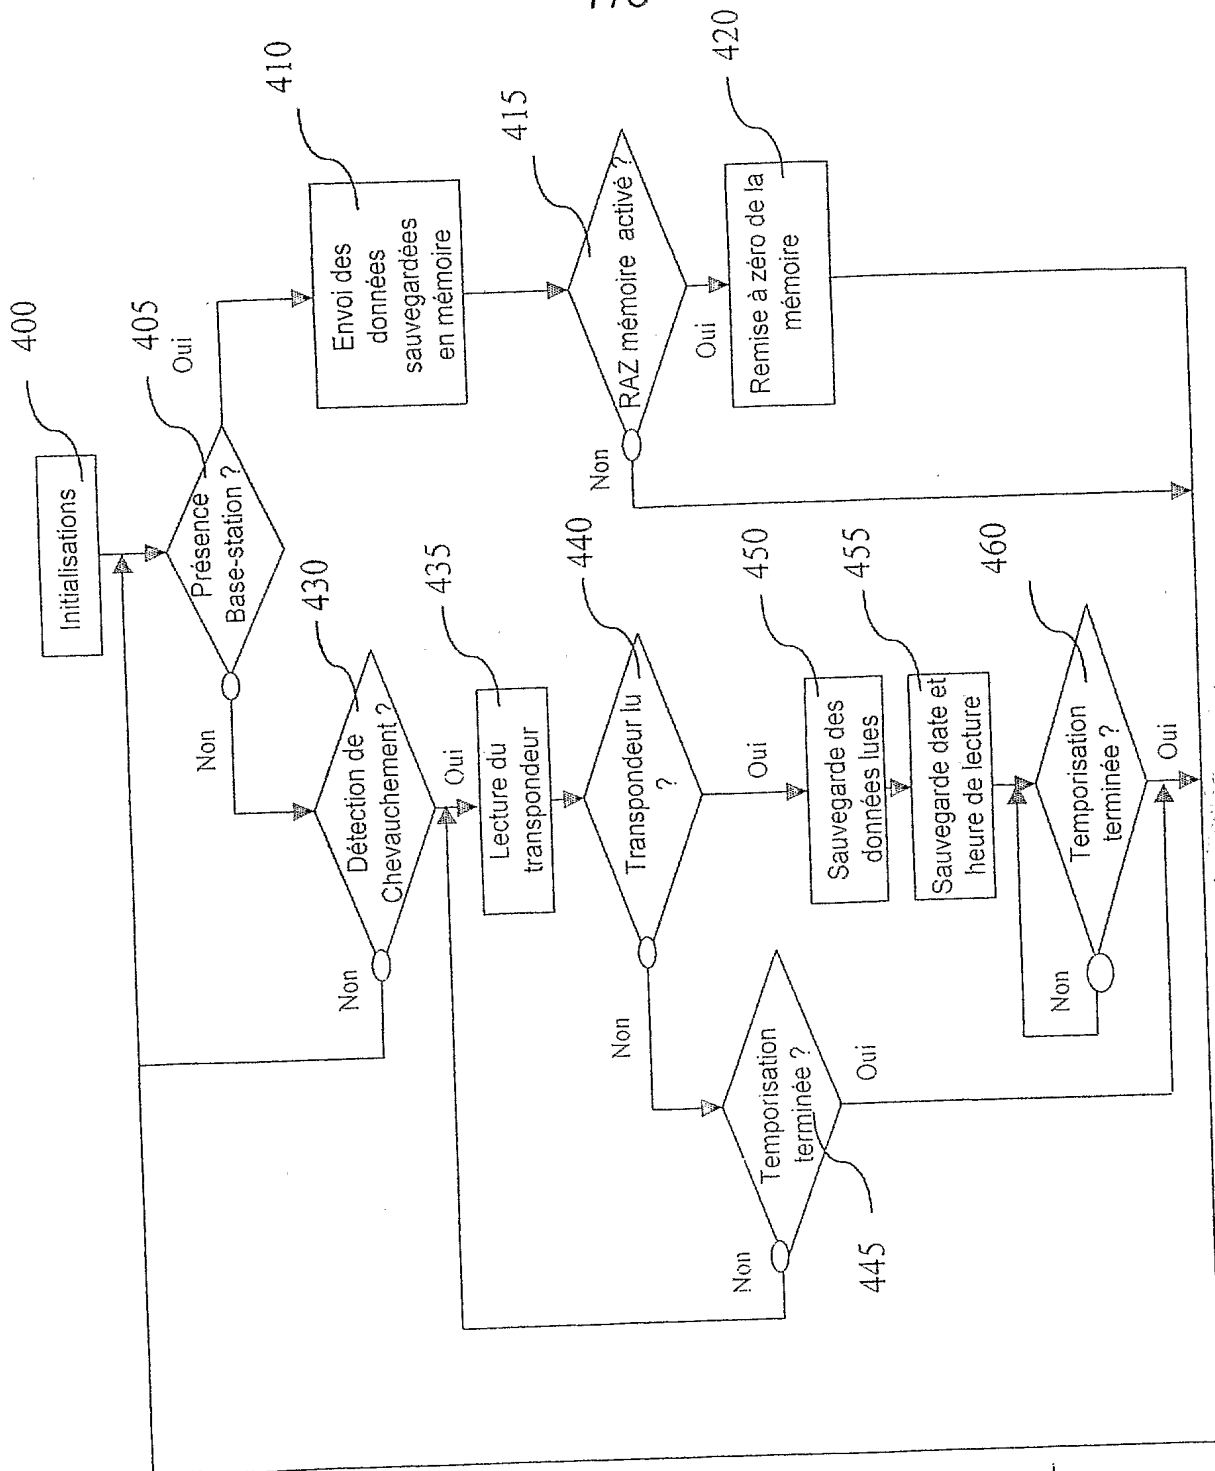 400
Initialisations
405
Présence
Base-station ?
Oui
Non
410
Envoi des
données
sauvegardées
en mémoire
415
RAZ mémoire activé ?
Non
Oui
420
Remise à zéro de la
mémoire
430
Détection de
Chevauchement ?
Non
Oui
435
Lecture du
transpondeur
440
Transpondeur lu
?
Non
Oui
445
Temporisation
terminée ?
Non
Oui
450
Sauvegarde des
données lues
455
Sauvegarde date et
heure de lecture
460
Temporisation
terminée ?
Non
Oui